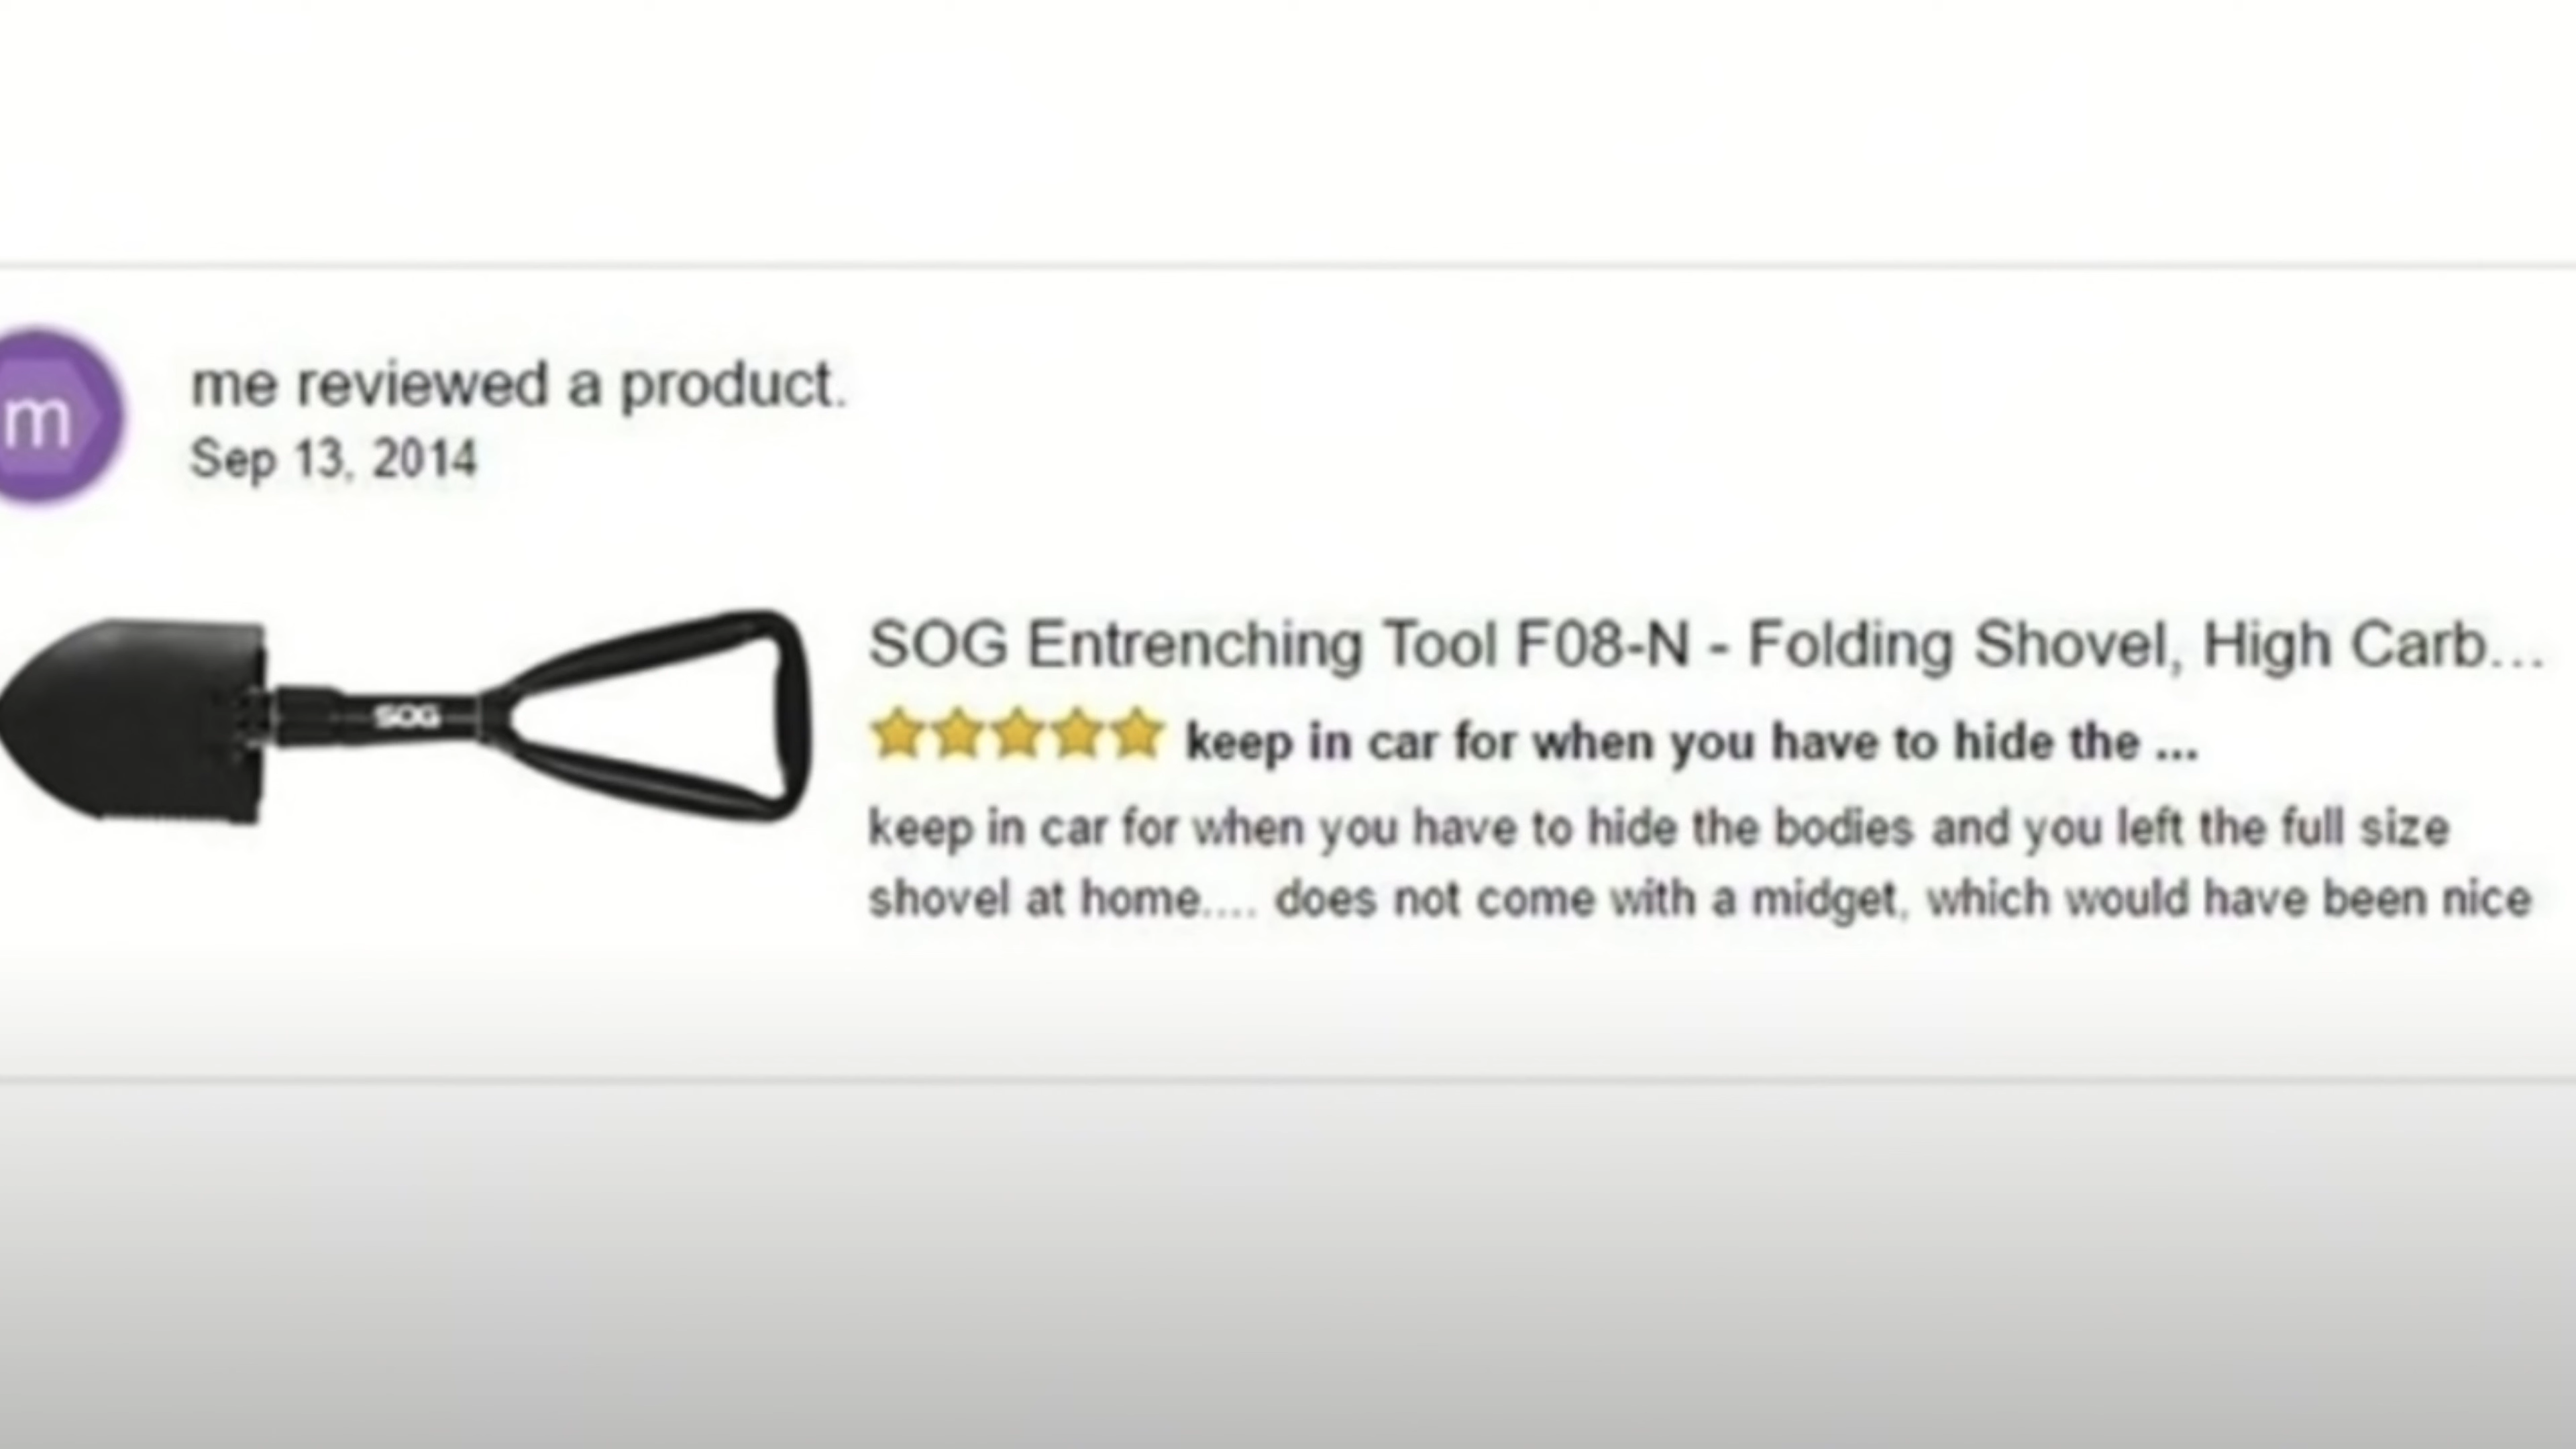 m
me reviewed a product.
Sep 13, 2014
SOG
SOG Entrenching Tool F08-N - Folding Shovel, High Carb...
keep in car for when you have to hide the ...
keep in car for when you have to hide the bodies and you left the full size
shovel at home.... does not come with a midget, which would have been nice